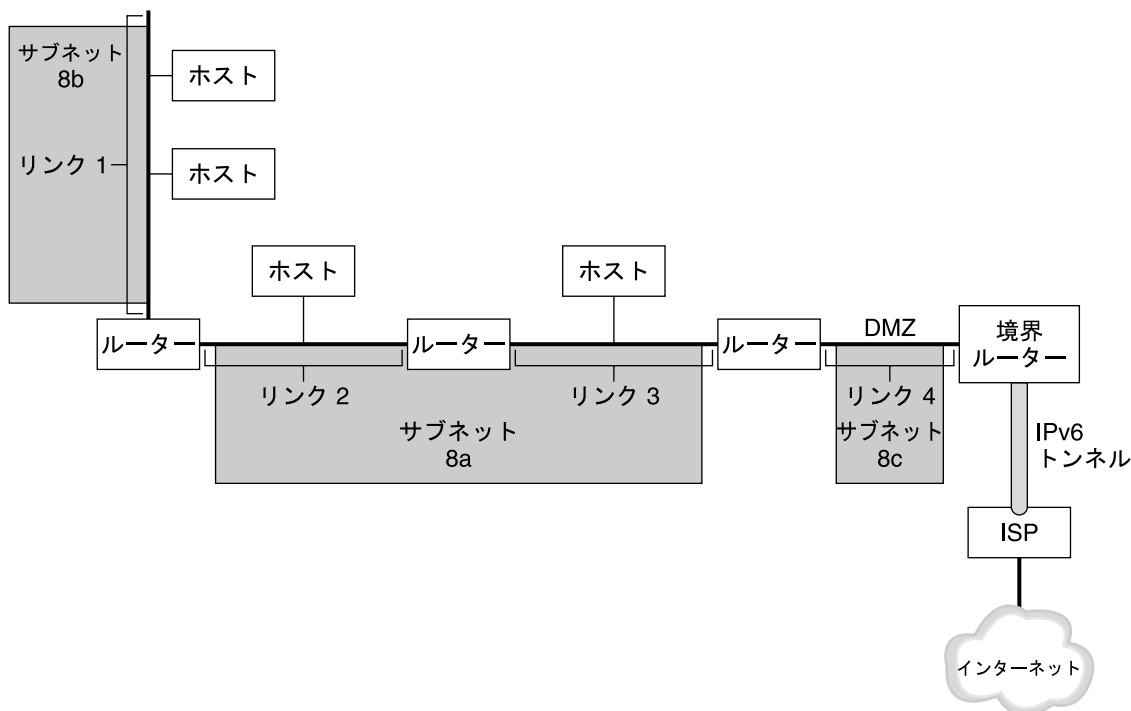 サブネット
8b
ホスト
リンク 1
ホスト
ホスト
ホスト
ルーター
ルーター
ルーター
DMZ
境界
ルーター
リンク 2
リンク 3
リンク 4
サブネット
8a
サブネット
8c
IPv6
トンネル
ISP
インターネット